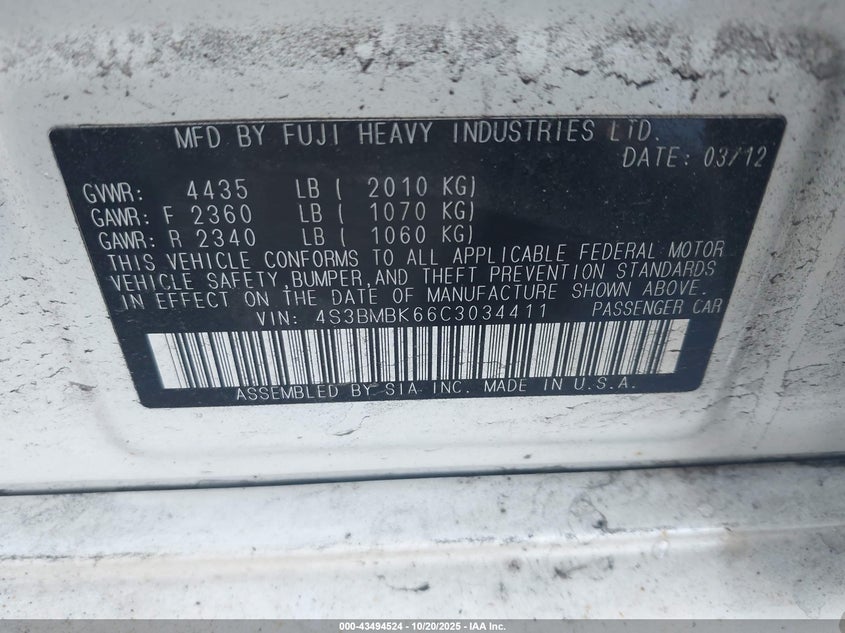 MFD BY FUJI HEAVY INDUSTRIES LTD.
DATE: 03/12
GVWR: 4435 LB ( 2010 KG)
GAWR: F 2360 LB ( 1070 KG)
GAWR: R 2340 LB ( 1060 KG)
THIS VEHICLE CONFORMS TO ALL APPLICABLE FEDERAL MOTOR
VEHICLE SAFETY,BUMPER,AND THEFT PREVENTION STANDARDS
IN EFFECT ON THE DATE OF MANUFACTURE SHOWN ABOVE.
VIN: 4S3BMBK66C3034411 PASSENGER CAR
ASSEMBLED BY SIA INC. MADE IN U.S.A.
000-43494524 | 10/20/2025 - IAA Inc.